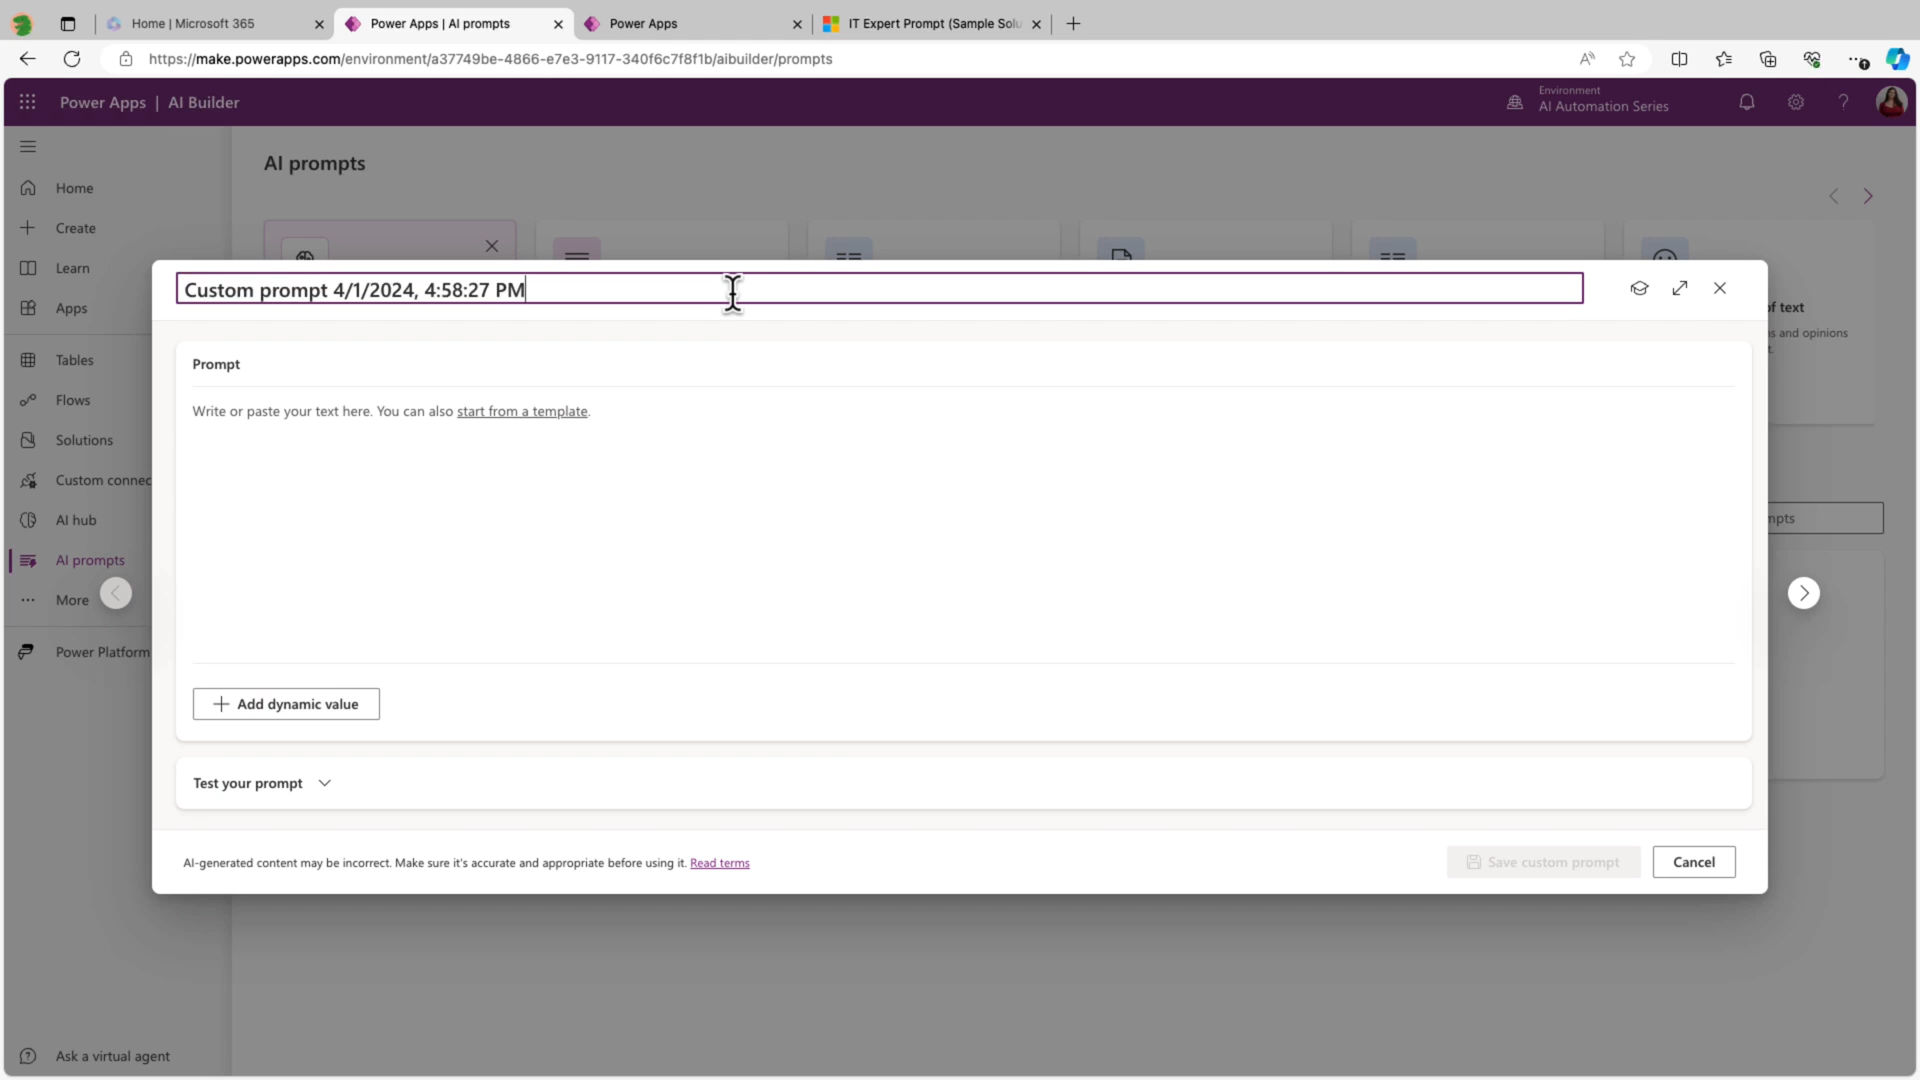 Home | Microsoft 365
Power Apps | AI prompts
Power Apps
IT Expert Prompt (Sample Solu
https://make.powerapps.com/environment/a37749be-4866-e7e3-9117-340f6c7f8f1b/aibuilder/prompts
Power Apps | AI Builder
Environment
AI Automation Series
AI prompts
Home
Create
Learn
Apps
Tables
Flows
Solutions
Custom connec
AI hub
AI prompts
More
Power Platform
Ask a virtual agent
Custom prompt 4/1/2024, 4:58:27 PM
of text
s and opinions
t.
Prompt
Write or paste your text here. You can also start from a template.
mpts
Add dynamic value
Test your prompt
AI-generated content may be incorrect. Make sure it's accurate and appropriate before using it. Read terms
Save custom prompt
Cancel